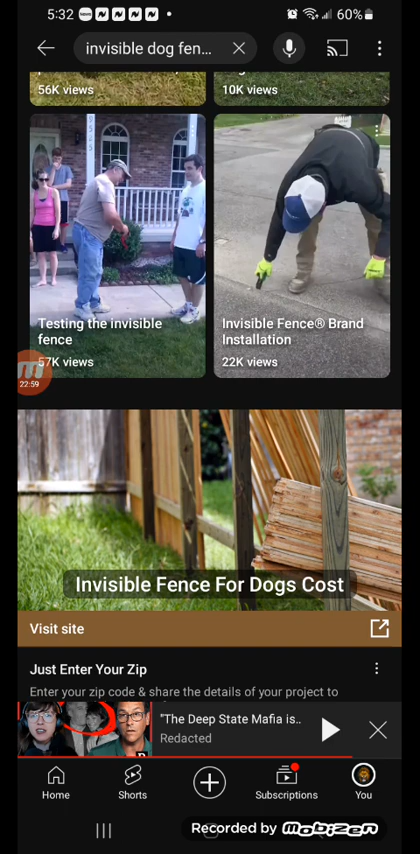 5:32
60%
invisible dog fen...
56K views
10K views
Testing the invisible
fence
57K views
Invisible Fence® Brand
Installation
22K views
22:59
Invisible Fence For Dogs Cost
Visit site
Just Enter Your Zip
Enter your zip code & share the details of your project to
"The Deep State Mafia is..
Redacted
Home
Shorts
Subscriptions
You
Recorded by MOBIZEN